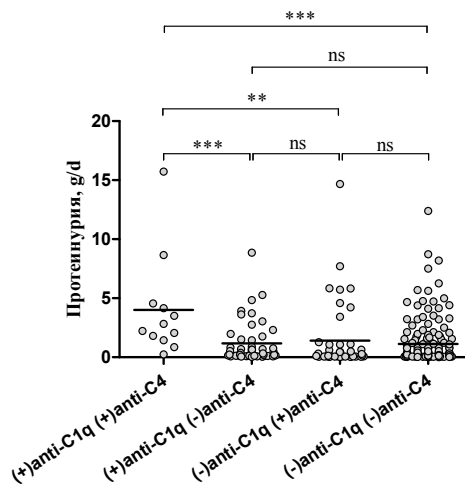 ***
ns
**
*** ns ns
20
15
10
5
0
Протеинурия, g/d
(+)anti-C1q (+)anti-C4
(+)anti-C1q (-)anti-C4
(-)anti-C1q (+)anti-C4
(-)anti-C1q (-)anti-C4